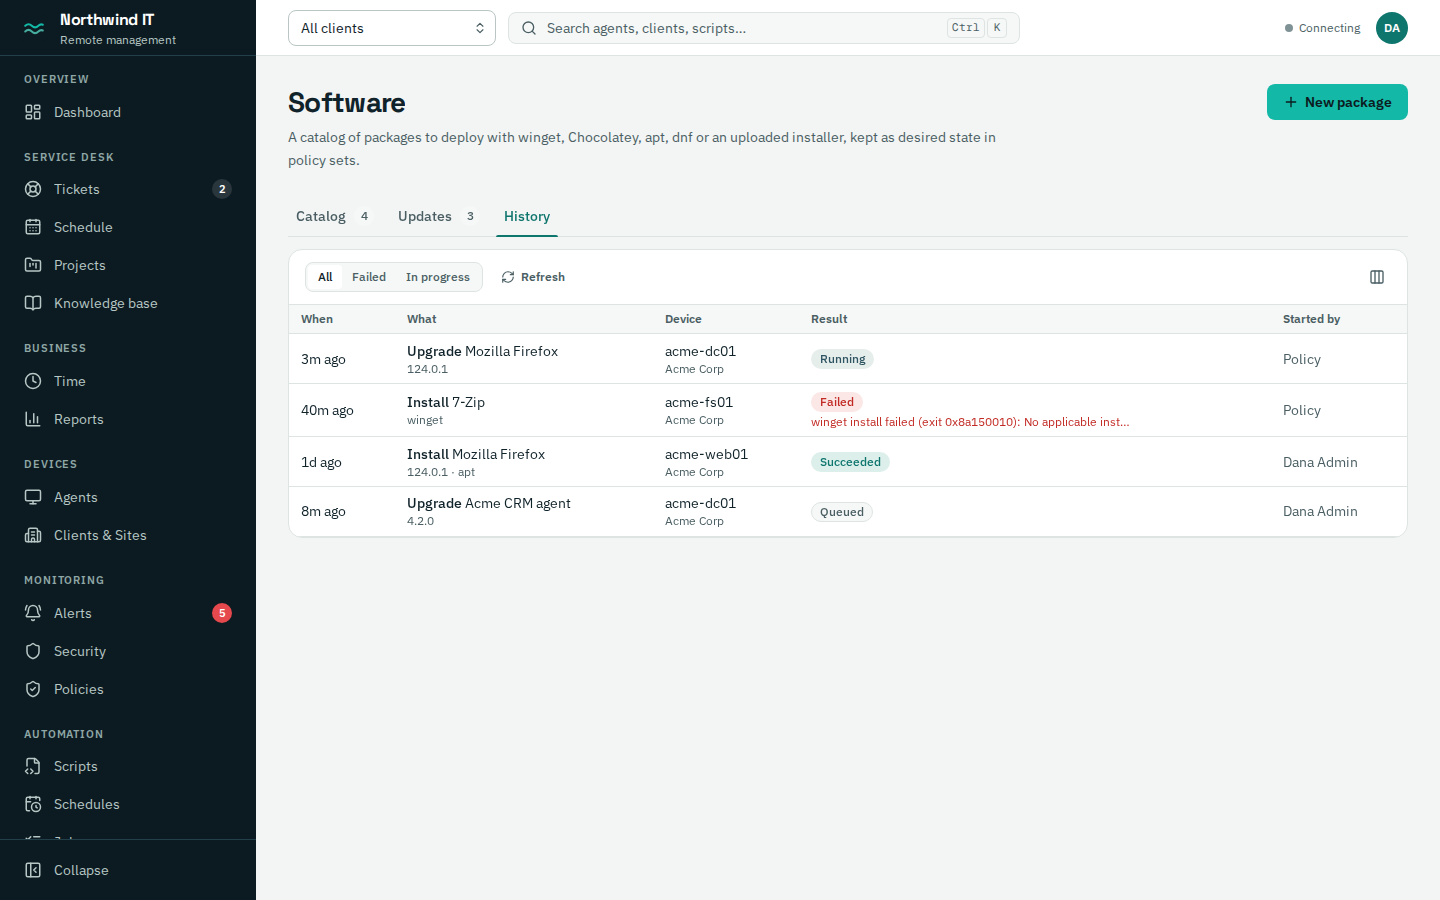 Northwind IT
Remote management
OVERVIEW
Dashboard
SERVICE DESK
Tickets 2
Schedule
Projects
Knowledge base
BUSINESS
Time
Reports
DEVICES
Agents
Clients & Sites
MONITORING
Alerts 5
Security
Policies
AUTOMATION
Scripts
Schedules
Collapse
All clients
Search agents, clients, scripts... Ctrl K
Connecting DA
Software
New package
A catalog of packages to deploy with winget, Chocolatey, apt, dnf or an uploaded installer, kept as desired state in
policy sets.
Catalog 4 Updates 3 History
All Failed In progress Refresh
When What Device Result Started by
3m ago Upgrade Mozilla Firefox acme-dc01 Running Policy
124.0.1 Acme Corp
40m ago Install 7-Zip acme-fs01 Failed Policy
winget Acme Corp winget install failed (exit 0x8a150010): No applicable inst...
1d ago Install Mozilla Firefox acme-web01 Succeeded Dana Admin
124.0.1 · apt Acme Corp
8m ago Upgrade Acme CRM agent acme-dc01 Queued Dana Admin
4.2.0 Acme Corp